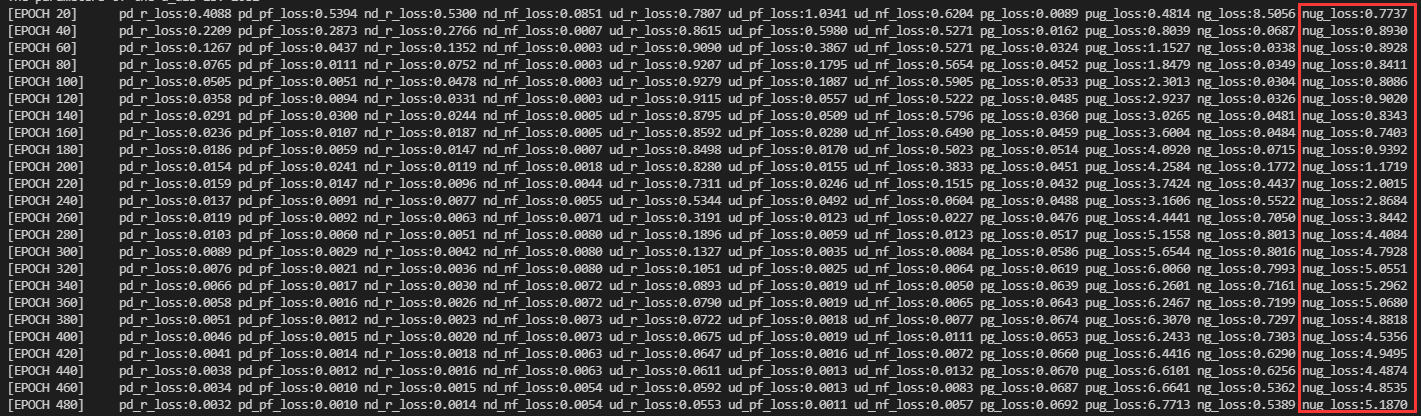 [EPOCH 20] pd_r_loss:0.4088 pd_pf_loss:0.5394 nd_r_loss:0.5300 nd_nf_loss:0.0851 ud_r_loss:0.7807 ud_pf_loss:1.0341 ud_nf_loss:0.6204 pg_loss:0.0089 pug_loss:0.4814 ng_loss:8.5056 nug_loss:0.7737
[EPOCH 40] pd_r_loss:0.2209 pd_pf_loss:0.2873 nd_r_loss:0.2766 nd_nf_loss:0.0007 ud_r_loss:0.8615 ud_pf_loss:0.5980 ud_nf_loss:0.5271 pg_loss:0.0162 pug_loss:0.8039 ng_loss:0.0687 nug_loss:0.8930
[EPOCH 60] pd_r_loss:0.1267 pd_pf_loss:0.0437 nd_r_loss:0.1352 nd_nf_loss:0.0003 ud_r_loss:0.9090 ud_pf_loss:0.3867 ud_nf_loss:0.5271 pg_loss:0.0324 pug_loss:1.1527 ng_loss:0.0338 nug_loss:0.8928
[EPOCH 80] pd_r_loss:0.0765 pd_pf_loss:0.0111 nd_r_loss:0.0752 nd_nf_loss:0.0003 ud_r_loss:0.9207 ud_pf_loss:0.1795 ud_nf_loss:0.5654 pg_loss:0.0452 pug_loss:1.8479 ng_loss:0.0349 nug_loss:0.8411
[EPOCH 100] pd_r_loss:0.0505 pd_pf_loss:0.0051 nd_r_loss:0.0478 nd_nf_loss:0.0003 ud_r_loss:0.9279 ud_pf_loss:0.1087 ud_nf_loss:0.5905 pg_loss:0.0533 pug_loss:2.3013 ng_loss:0.0304 nug_loss:0.8086
[EPOCH 120] pd_r_loss:0.0358 pd_pf_loss:0.0094 nd_r_loss:0.0331 nd_nf_loss:0.0003 ud_r_loss:0.9115 ud_pf_loss:0.0557 ud_nf_loss:0.5222 pg_loss:0.0485 pug_loss:2.9237 ng_loss:0.0326 nug_loss:0.9020
[EPOCH 140] pd_r_loss:0.0291 pd_pf_loss:0.0300 nd_r_loss:0.0244 nd_nf_loss:0.0005 ud_r_loss:0.8795 ud_pf_loss:0.0509 ud_nf_loss:0.5796 pg_loss:0.0360 pug_loss:3.0265 ng_loss:0.0481 nug_loss:0.8343
[EPOCH 160] pd_r_loss:0.0236 pd_pf_loss:0.0107 nd_r_loss:0.0187 nd_nf_loss:0.0005 ud_r_loss:0.8592 ud_pf_loss:0.0280 ud_nf_loss:0.6490 pg_loss:0.0459 pug_loss:3.6004 ng_loss:0.0484 nug_loss:0.7403
[EPOCH 180] pd_r_loss:0.0186 pd_pf_loss:0.0059 nd_r_loss:0.0147 nd_nf_loss:0.0007 ud_r_loss:0.8498 ud_pf_loss:0.0170 ud_nf_loss:0.5023 pg_loss:0.0514 pug_loss:4.0920 ng_loss:0.0715 nug_loss:0.9392
[EPOCH 200] pd_r_loss:0.0154 pd_pf_loss:0.0241 nd_r_loss:0.0119 nd_nf_loss:0.0018 ud_r_loss:0.8280 ud_pf_loss:0.0155 ud_nf_loss:0.3833 pg_loss:0.0451 pug_loss:4.2584 ng_loss:0.1772 nug_loss:1.1719
[EPOCH 220] pd_r_loss:0.0159 pd_pf_loss:0.0147 nd_r_loss:0.0096 nd_nf_loss:0.0044 ud_r_loss:0.7311 ud_pf_loss:0.0246 ud_nf_loss:0.1515 pg_loss:0.0432 pug_loss:3.7424 ng_loss:0.4437 nug_loss:2.0015
[EPOCH 240] pd_r_loss:0.0137 pd_pf_loss:0.0091 nd_r_loss:0.0077 nd_nf_loss:0.0055 ud_r_loss:0.5344 ud_pf_loss:0.0492 ud_nf_loss:0.0604 pg_loss:0.0488 pug_loss:3.1606 ng_loss:0.5522 nug_loss:2.8684
[EPOCH 260] pd_r_loss:0.0119 pd_pf_loss:0.0092 nd_r_loss:0.0063 nd_nf_loss:0.0071 ud_r_loss:0.3191 ud_pf_loss:0.0123 ud_nf_loss:0.0227 pg_loss:0.0476 pug_loss:4.4441 ng_loss:0.7050 nug_loss:3.8442
[EPOCH 280] pd_r_loss:0.0103 pd_pf_loss:0.0060 nd_r_loss:0.0051 nd_nf_loss:0.0080 ud_r_loss:0.1896 ud_pf_loss:0.0059 ud_nf_loss:0.0123 pg_loss:0.0517 pug_loss:5.1558 ng_loss:0.8013 nug_loss:4.4084
[EPOCH 300] pd_r_loss:0.0089 pd_pf_loss:0.0029 nd_r_loss:0.0042 nd_nf_loss:0.0080 ud_r_loss:0.1327 ud_pf_loss:0.0035 ud_nf_loss:0.0084 pg_loss:0.0586 pug_loss:5.6544 ng_loss:0.8016 nug_loss:4.7928
[EPOCH 320] pd_r_loss:0.0076 pd_pf_loss:0.0021 nd_r_loss:0.0036 nd_nf_loss:0.0080 ud_r_loss:0.1051 ud_pf_loss:0.0025 ud_nf_loss:0.0064 pg_loss:0.0619 pug_loss:6.0060 ng_loss:0.7993 nug_loss:5.0551
[EPOCH 340] pd_r_loss:0.0066 pd_pf_loss:0.0017 nd_r_loss:0.0030 nd_nf_loss:0.0072 ud_r_loss:0.0893 ud_pf_loss:0.0019 ud_nf_loss:0.0050 pg_loss:0.0639 pug_loss:6.2601 ng_loss:0.7161 nug_loss:5.2962
[EPOCH 360] pd_r_loss:0.0058 pd_pf_loss:0.0016 nd_r_loss:0.0026 nd_nf_loss:0.0072 ud_r_loss:0.0790 ud_pf_loss:0.0019 ud_nf_loss:0.0065 pg_loss:0.0643 pug_loss:6.2467 ng_loss:0.7199 nug_loss:5.0680
[EPOCH 380] pd_r_loss:0.0051 pd_pf_loss:0.0012 nd_r_loss:0.0023 nd_nf_loss:0.0073 ud_r_loss:0.0722 ud_pf_loss:0.0018 ud_nf_loss:0.0077 pg_loss:0.0674 pug_loss:6.3070 ng_loss:0.7297 nug_loss:4.8818
[EPOCH 400] pd_r_loss:0.0046 pd_pf_loss:0.0015 nd_r_loss:0.0020 nd_nf_loss:0.0073 ud_r_loss:0.0675 ud_pf_loss:0.0019 ud_nf_loss:0.0111 pg_loss:0.0653 pug_loss:6.2433 ng_loss:0.7303 nug_loss:4.5356
[EPOCH 420] pd_r_loss:0.0041 pd_pf_loss:0.0014 nd_r_loss:0.0018 nd_nf_loss:0.0063 ud_r_loss:0.0647 ud_pf_loss:0.0016 ud_nf_loss:0.0072 pg_loss:0.0660 pug_loss:6.4416 ng_loss:0.6290 nug_loss:4.9495
[EPOCH 440] pd_r_loss:0.0038 pd_pf_loss:0.0012 nd_r_loss:0.0016 nd_nf_loss:0.0063 ud_r_loss:0.0611 ud_pf_loss:0.0013 ud_nf_loss:0.0132 pg_loss:0.0670 pug_loss:6.6101 ng_loss:0.6256 nug_loss:4.4874
[EPOCH 460] pd_r_loss:0.0034 pd_pf_loss:0.0010 nd_r_loss:0.0015 nd_nf_loss:0.0054 ud_r_loss:0.0592 ud_pf_loss:0.0013 ud_nf_loss:0.0083 pg_loss:0.0687 pug_loss:6.6641 ng_loss:0.5362 nug_loss:4.8535
[EPOCH 480] pd_r_loss:0.0032 pd_pf_loss:0.0010 nd_r_loss:0.0014 nd_nf_loss:0.0054 ud_r_loss:0.0553 ud_pf_loss:0.0011 ud_nf_loss:0.0057 pg_loss:0.0692 pug_loss:6.7713 ng_loss:0.5389 nug_loss:5.1870